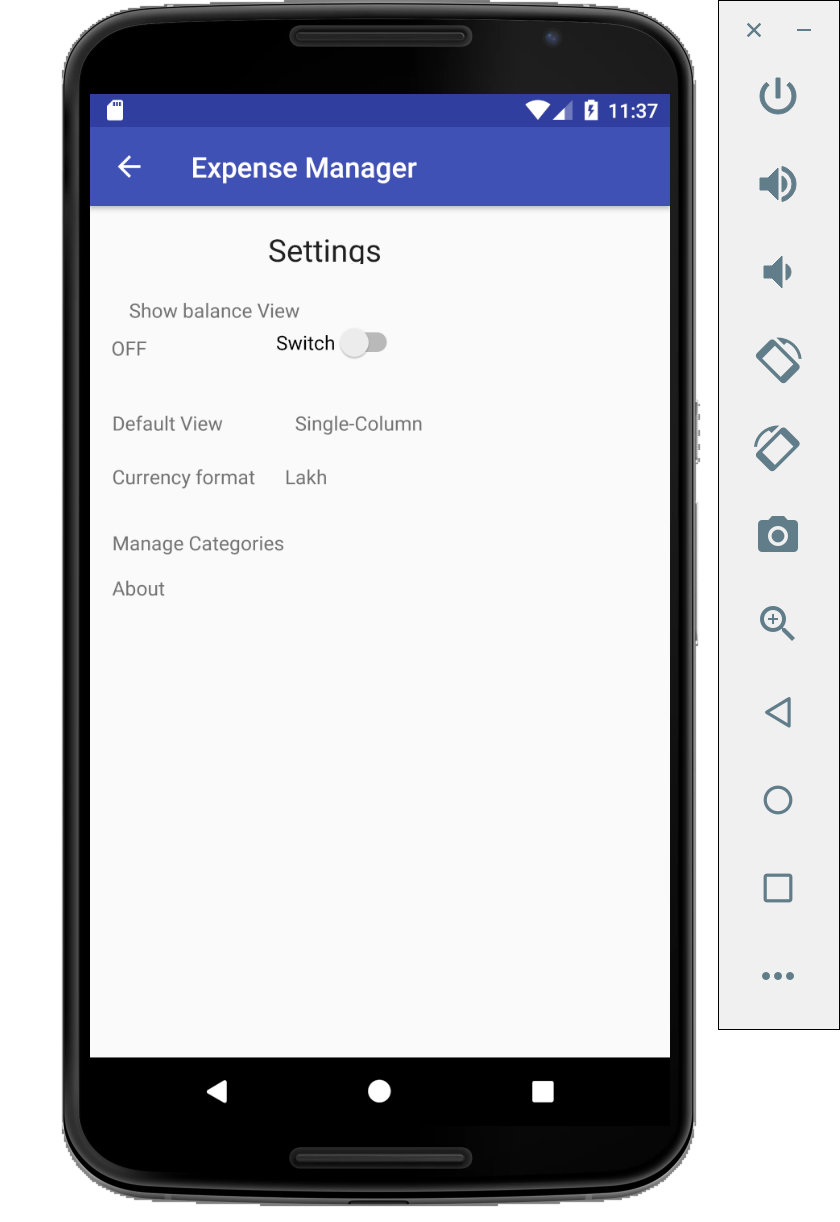 11:37
Expense Manager
Settings
Show balance View
OFF Switch
Default View Single-Column
Currency format Lakh
Manage Categories
About